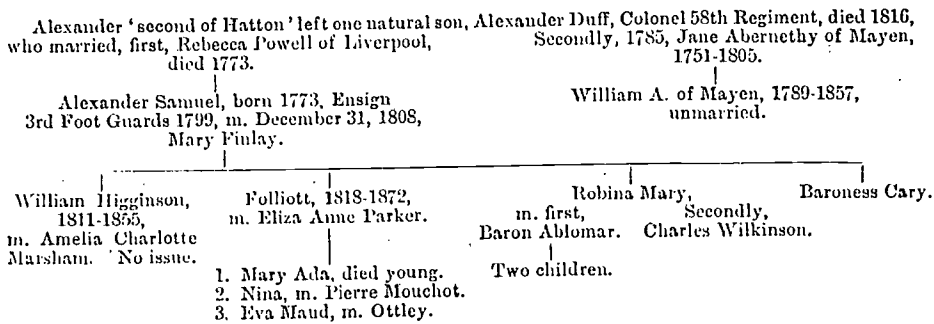 Alexander ‘second of Hatton’ left one natural son, Alexander Duff, Colonel 58th Regiment, died 1816,
who married, first, Rebecca Powell of Liverpool,
died 1773.
Secondly, 1785, Jane Abernethy of Mayen,
1751-1805.
Alexander Samuel, born 1773, Ensign
3rd Foot Guards 1799, m. December 31, 1808,
Mary Finlay.
William A. of Mayen, 1789-1857,
unmarried.
William Higginson,
1811-1855,
m. Amelia Charlotte
Marsham. No issue.
Folliott, 1818-1872,
m. Eliza Anne Parker.
1. Mary Ada, died young.
2. Nina, m. Pierre Mouchot.
3. Eva Maud, m. Ottley.
Robina Mary,
m. first,
Baron Ablomar.
Two children.
Secondly,
Charles Wilkinson.
Baroness Cary.